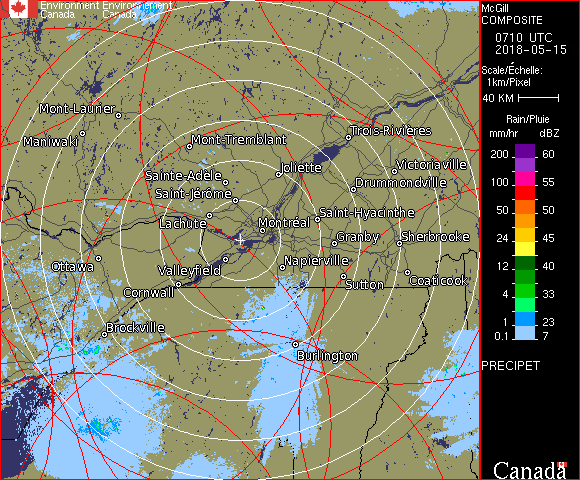 Environment Environnement
Canada Canada
McGill
COMPOSITE
0710 UTC
2018-05-15
Scale/Échelle:
1km/Pixel
40 KM
Rain/Pluie
mm/hr dBZ
200 60
150 57
100 55
50 50
24 45
12 40
4 33
1 23
0.1 7
PRECIPET
Canada
Mont-Laurier
Maniwaki
Mont-Tremblant
Trois-Rivières
Joliette
Victoriaville
Sainte-Adèle
Drummondville
Saint-Jérôme
Saint-Hyacinthe
Lachute
Montréal
Granby
Sherbrooke
Ottawa
Valleyfield
Napierville
Coaticook
Cornwall
Sutton
Brockville
Burlington